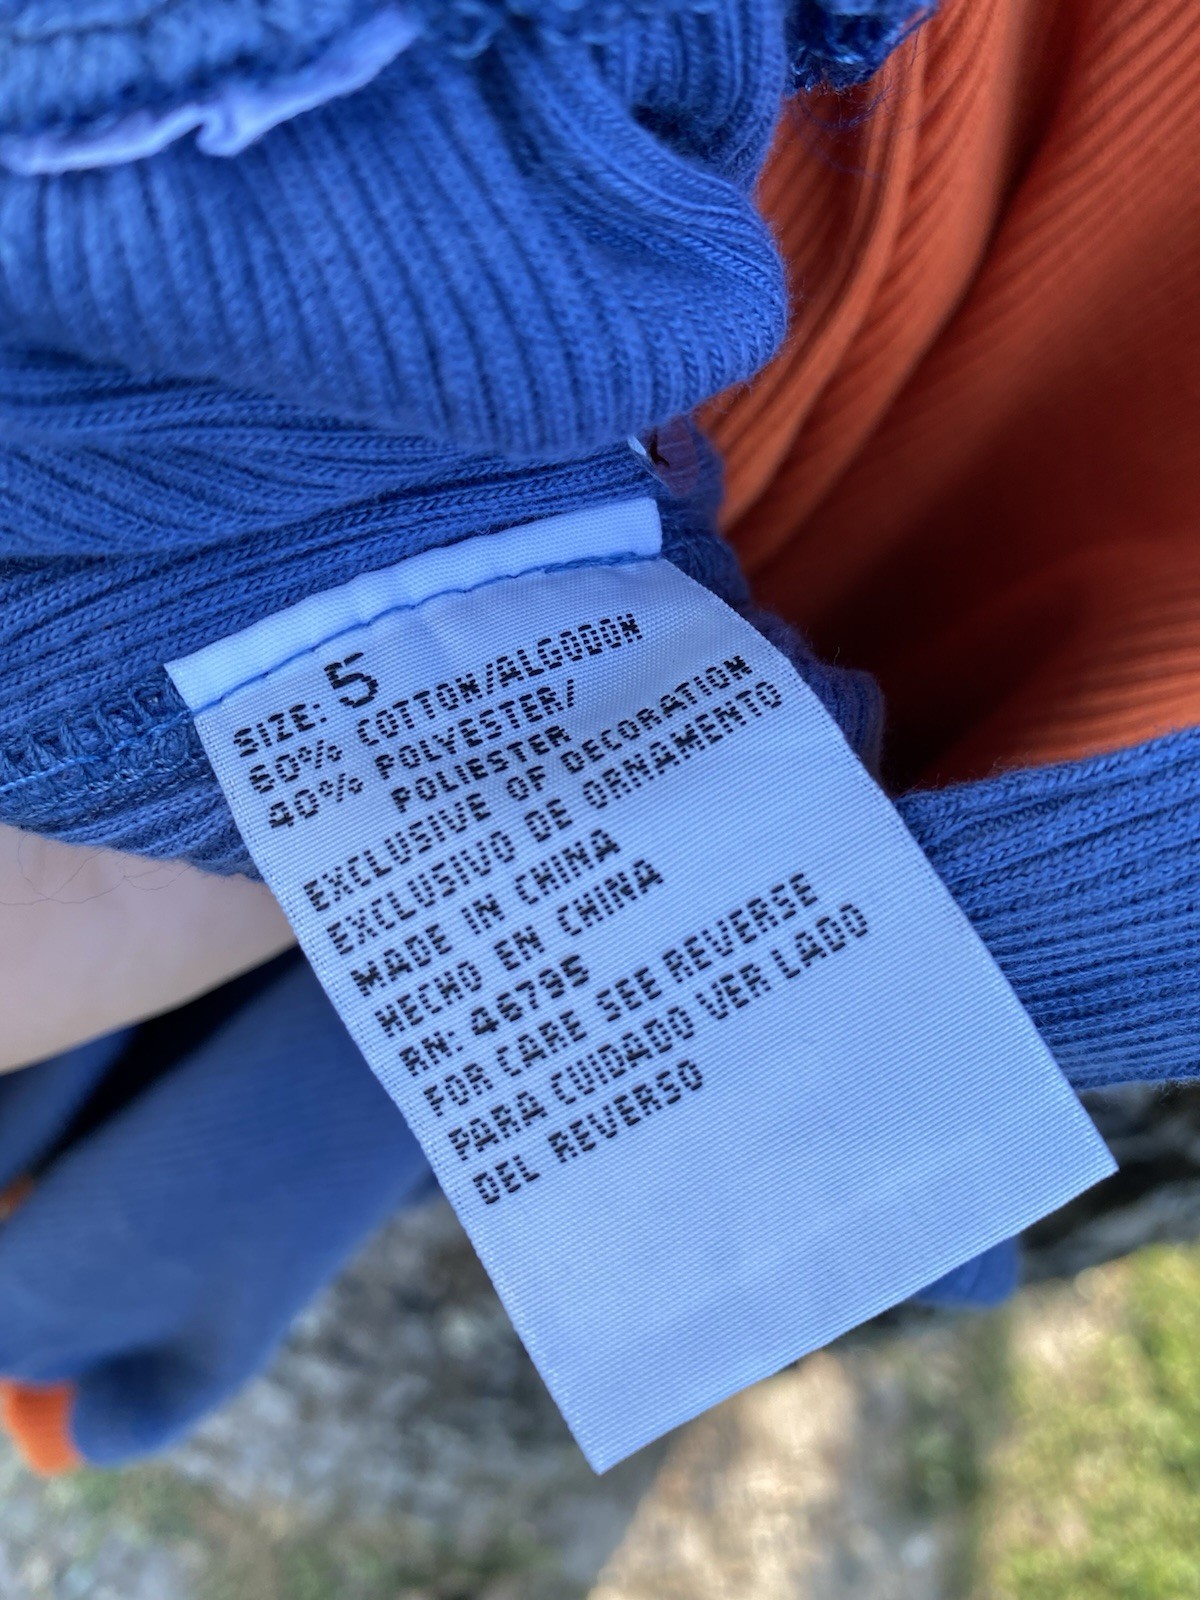 SIZE: 5
60% COTTON/ALGODON
40% POLYESTER/
POLIESTER
EXCLUSIVE OF DECORATION
EXCLUSIVO DE ORNAMENTO
MADE IN CHINA
HECHO EN CHINA
RN: 46795
FOR CARE SEE REVERSE
PARA CUIDADO VER LADO
DEL REVERSO